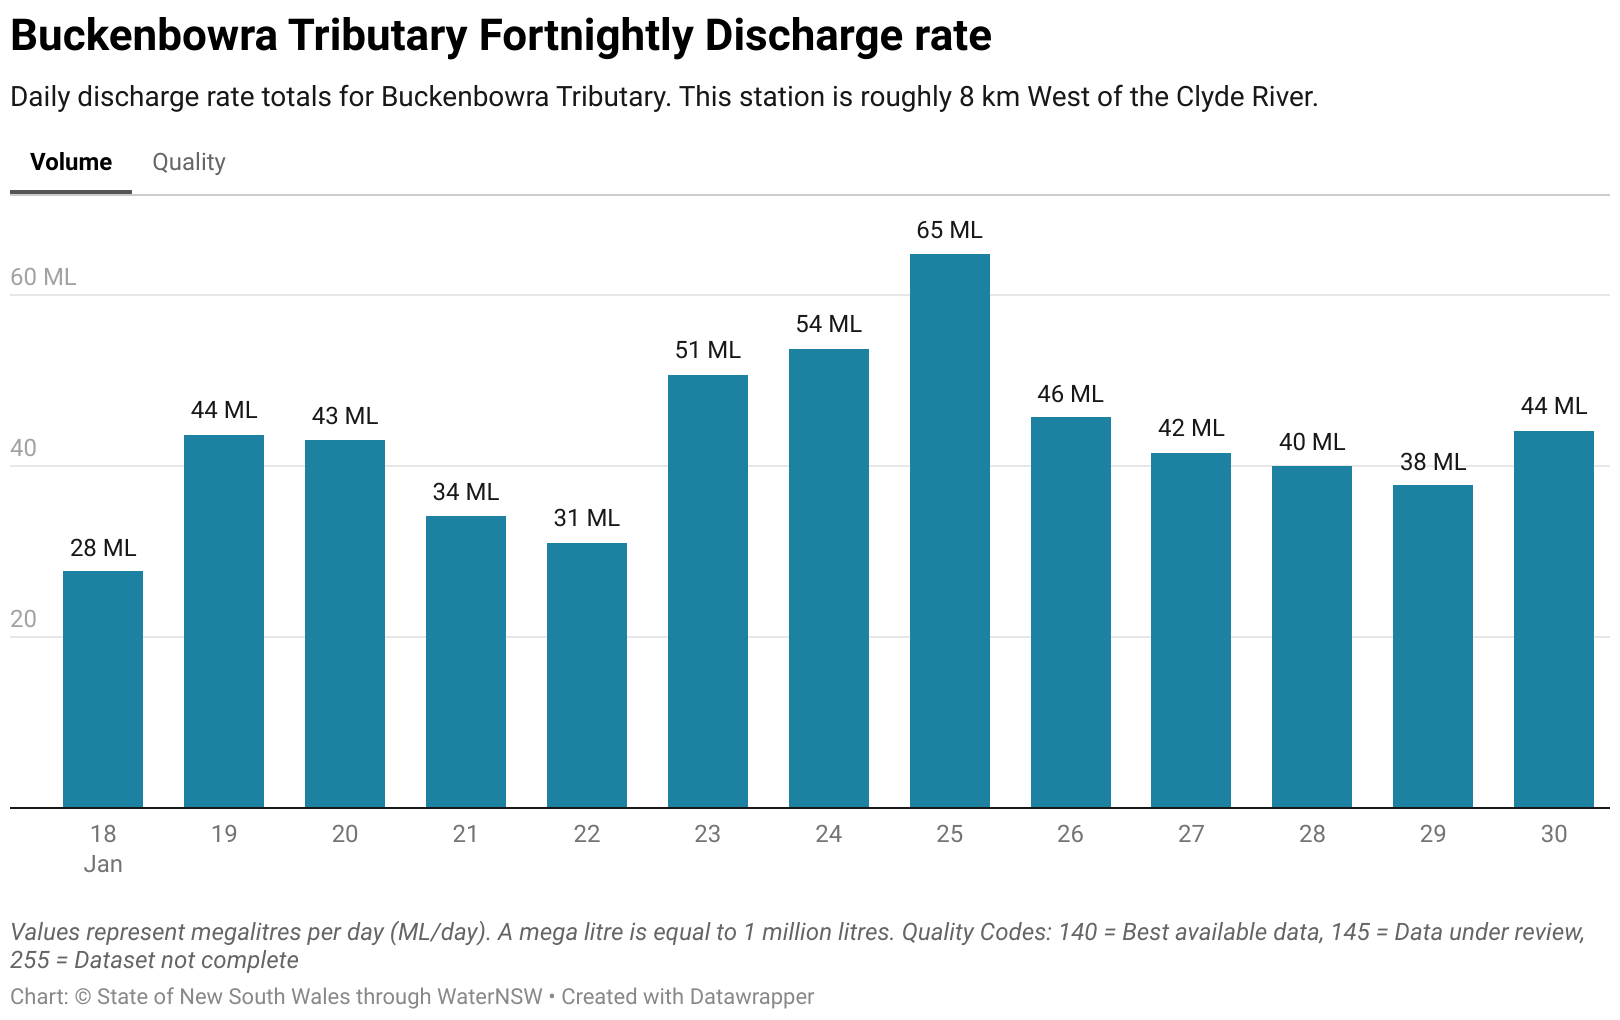 Buckenbowra Tributary Fortnightly Discharge rate
Daily discharge rate totals for Buckenbowra Tributary. This station is roughly 8 km West of the Clyde River.
Volume Quality
65 ML
60 ML
54 ML
51 ML
46 ML
44 ML 43 ML 42 ML 40 ML 38 ML 44 ML
40
34 ML
31 ML
28 ML
20
18 19 20 21 22 23 24 25 26 27 28 29 30
Jan
Values represent megalitres per day (ML/day). A mega litre is equal to 1 million litres. Quality Codes: 140 = Best available data, 145 = Data under review,
255 = Dataset not complete
Chart: © State of New South Wales through WaterNSW • Created with Datawrapper